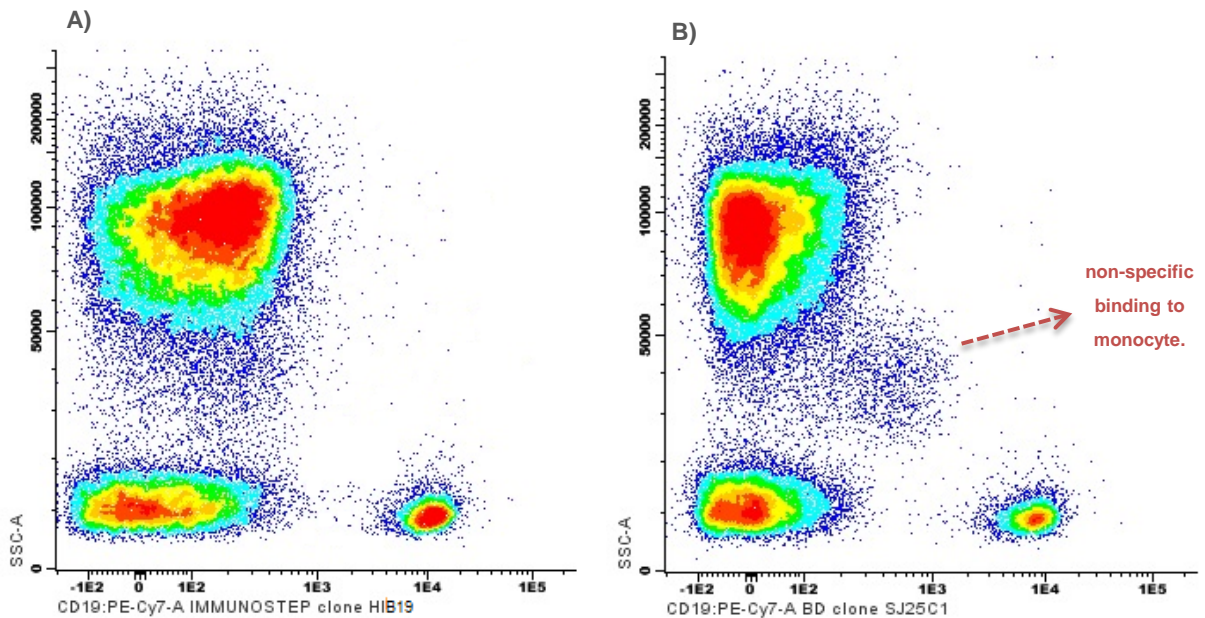 A)
200000
100000
50000
0
SSC-A
-1E2
0
1E2
1E3
1E4
1E5
CD19:PE-Cy7-A IMMUNOSTEP clone HIB19
B)
200000
100000
50000
0
SSC-A
-1E2
0
1E2
1E3
1E4
1E5
CD19:PE-Cy7-A BD clone SJ25C1
non-specific
binding to
monocyte.